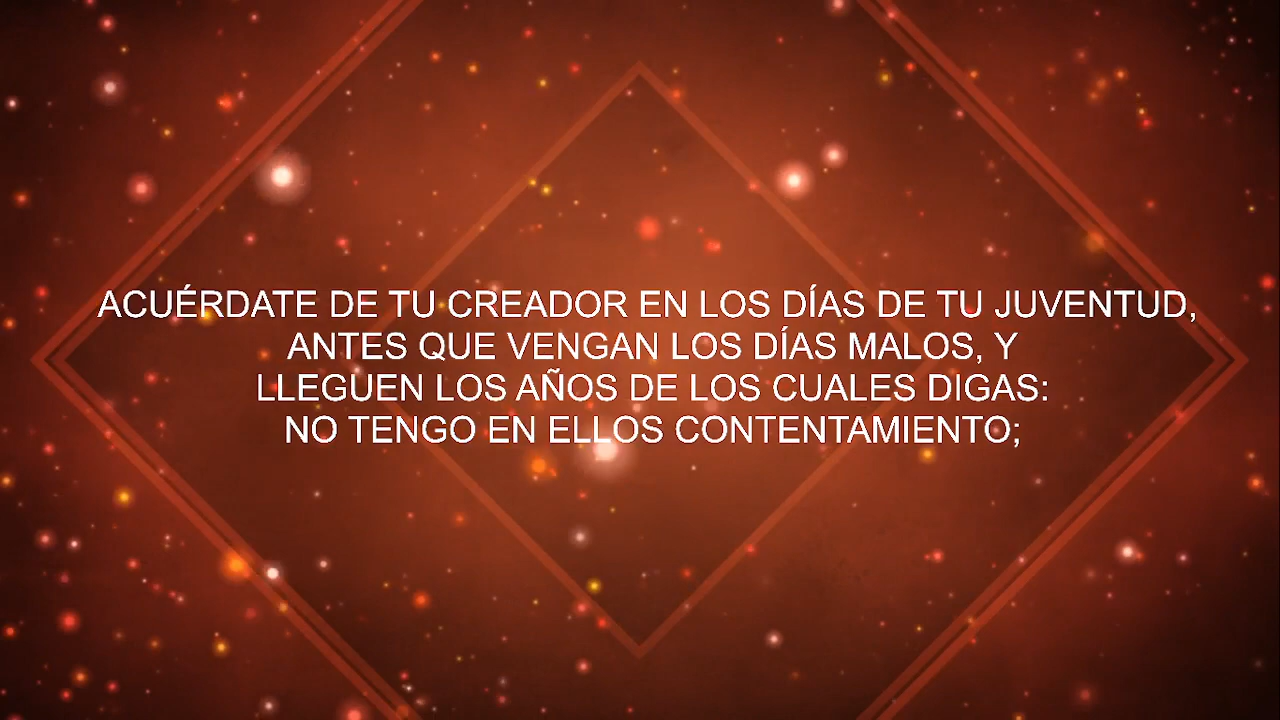 ACUÉRDATE DE TU CREADOR EN LOS DÍAS DE TU JUVENTUD,
ANTES QUE VENGAN LOS DÍAS MALOS, Y
LLEGUEN LOS AÑOS DE LOS CUALES DIGAS:
NO TENGO EN ELLOS CONTENTAMIENTO;